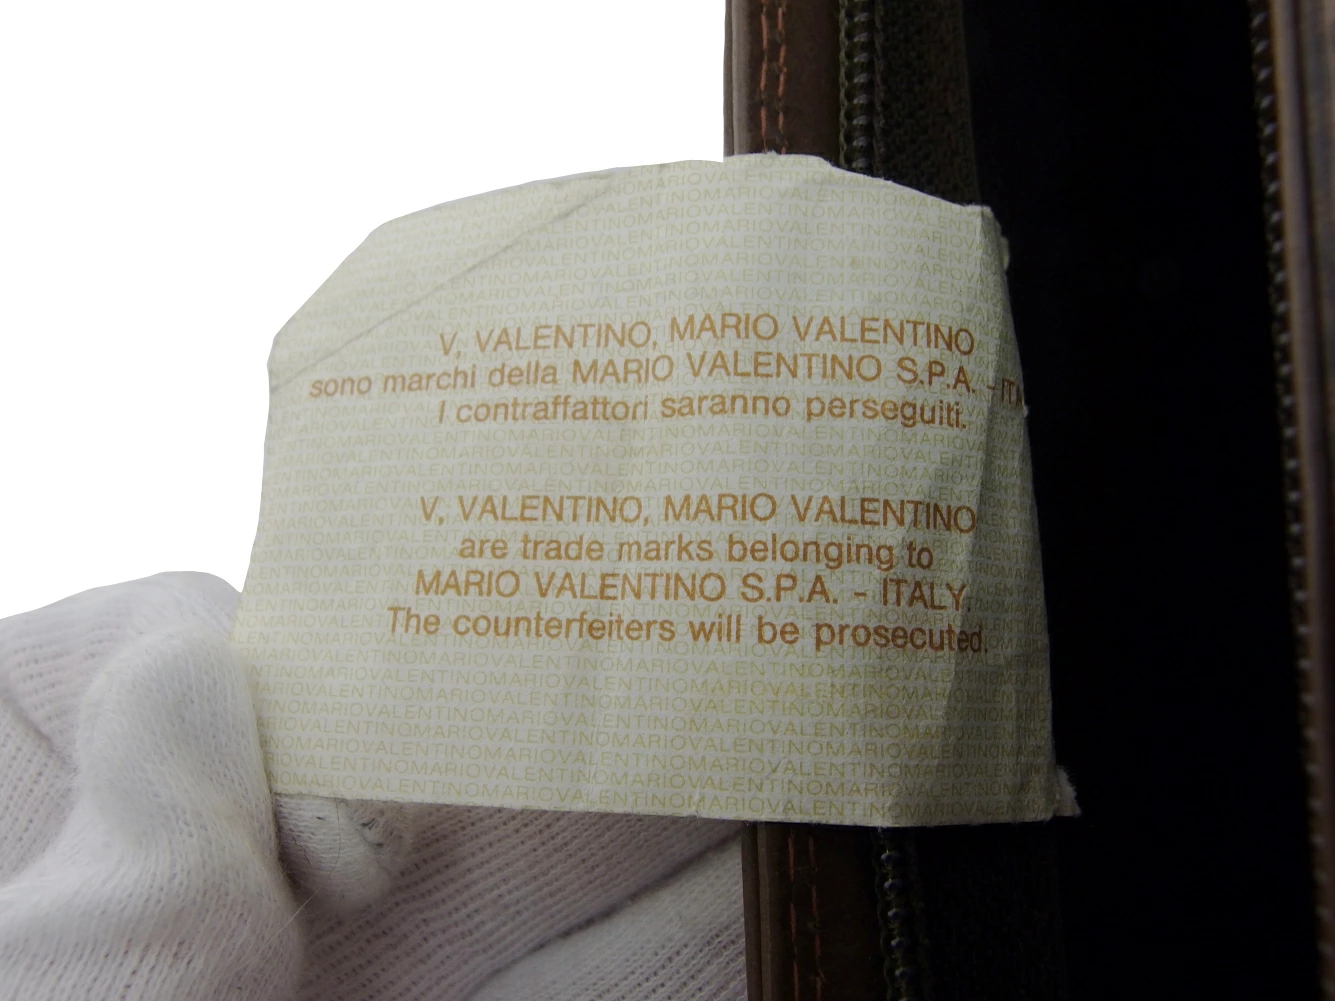 V, VALENTINO, MARIO VALENTINO
sono marchi della MARIO VALENTINO S.P.A. -
I contraffattori saranno perseguiti.
V, VALENTINO, MARIO VALENTINO
are trade marks belonging to
MARIO VALENTINO S.P.A. - ITALY.
The counterfeiters will be prosecuted.